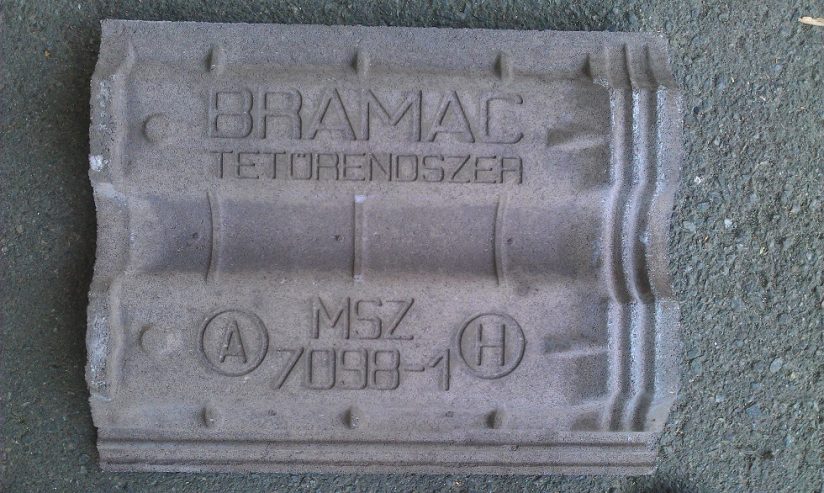 BRAMAC
TETŐRENDSZER
MSZ
A 7098-1 H